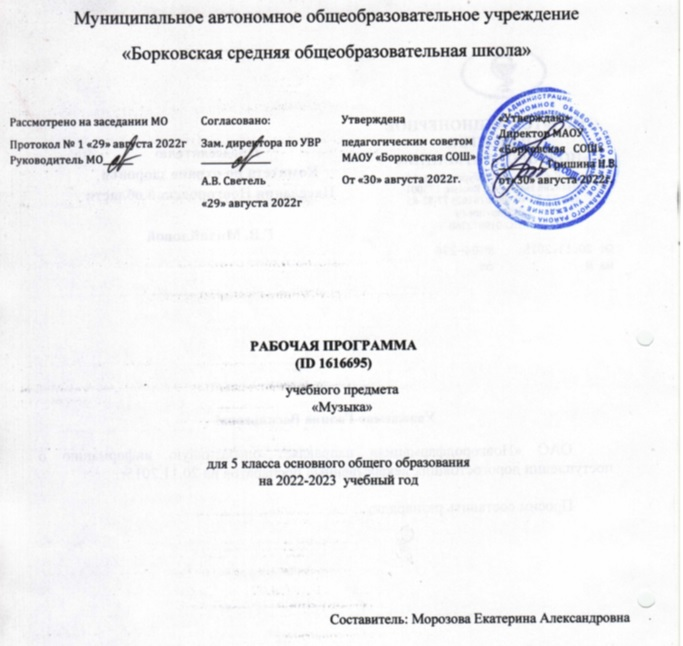 Муниципальное автономное общеобразовательное учреждение
«Борковская средняя общеобразовательная школа»
Рассмотрено на заседании МО
Протокол № 1 «29» августа 2022г
Руководитель МО
Согласовано:
Зам. директора по УВР
А.В. Светель
«29» августа 2022г
Утверждена
педагогическим советом
МАОУ «Борковская СОШ»
От «30» августа 2022г.
«Утверждаю»
Директор МАОУ
«Борковская СОШ»
Гришина И.В.
от «30» августа 2022г.
РАБОЧАЯ ПРОГРАММА
(ID 1616695)
учебного предмета
«Музыка»
для 5 класса основного общего образования
на 2022-2023 учебный год
Составитель: Морозова Екатерина Александровна